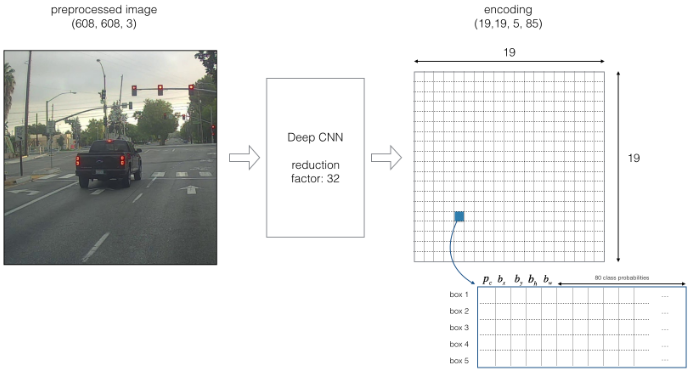 preprocessed image
(608, 608, 3)
encoding
(19,19, 5, 85)
19
Deep CNN
reduction
factor: 32
19
p_c b_x b_y b_h b_w
80 class probabilities
box 1 ....
box 2 ....
box 3 ....
box 4 ....
box 5 ....